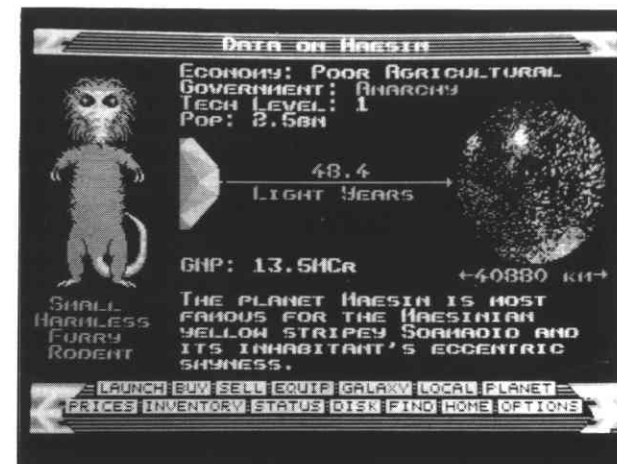 Data on Maesin
Economy: Poor Agricultural
Government: Anarchy
Tech Level: 1
Pop: 2.5bn
48.4
Light Years
GNP: 13.5MCr
←40880 km→
Small
Harmless
Furry
Rodent
The planet Maesin is most
famous for the Maesinian
yellow stripey and
its inhabitant's eccentric
shyness.
LAUNCH BUY SELL EQUIP GALAXY LOCAL PLANET
PRICES INVENTORY STATUS DISK FIND HOME OPTIONS